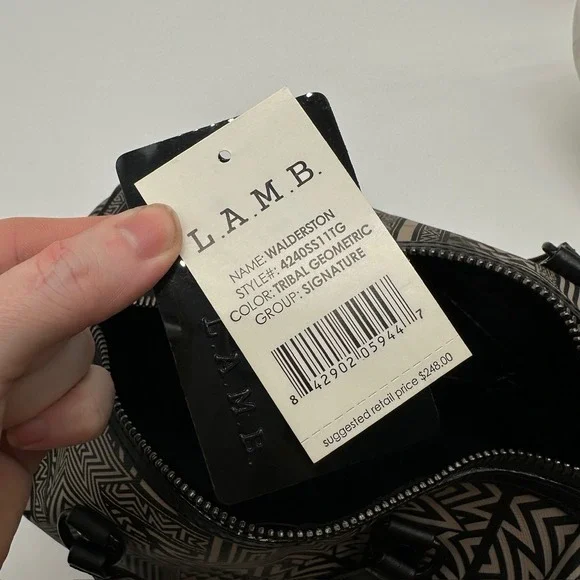 L.A.M.B.
NAME: WALDERSTON
STYLE#: 4240SS11TG
COLOR: TRIBAL GEOMETRIC
GROUP: SIGNATURE
8 42902 05944 7
suggested retail price $248.00
L.A.M.B.